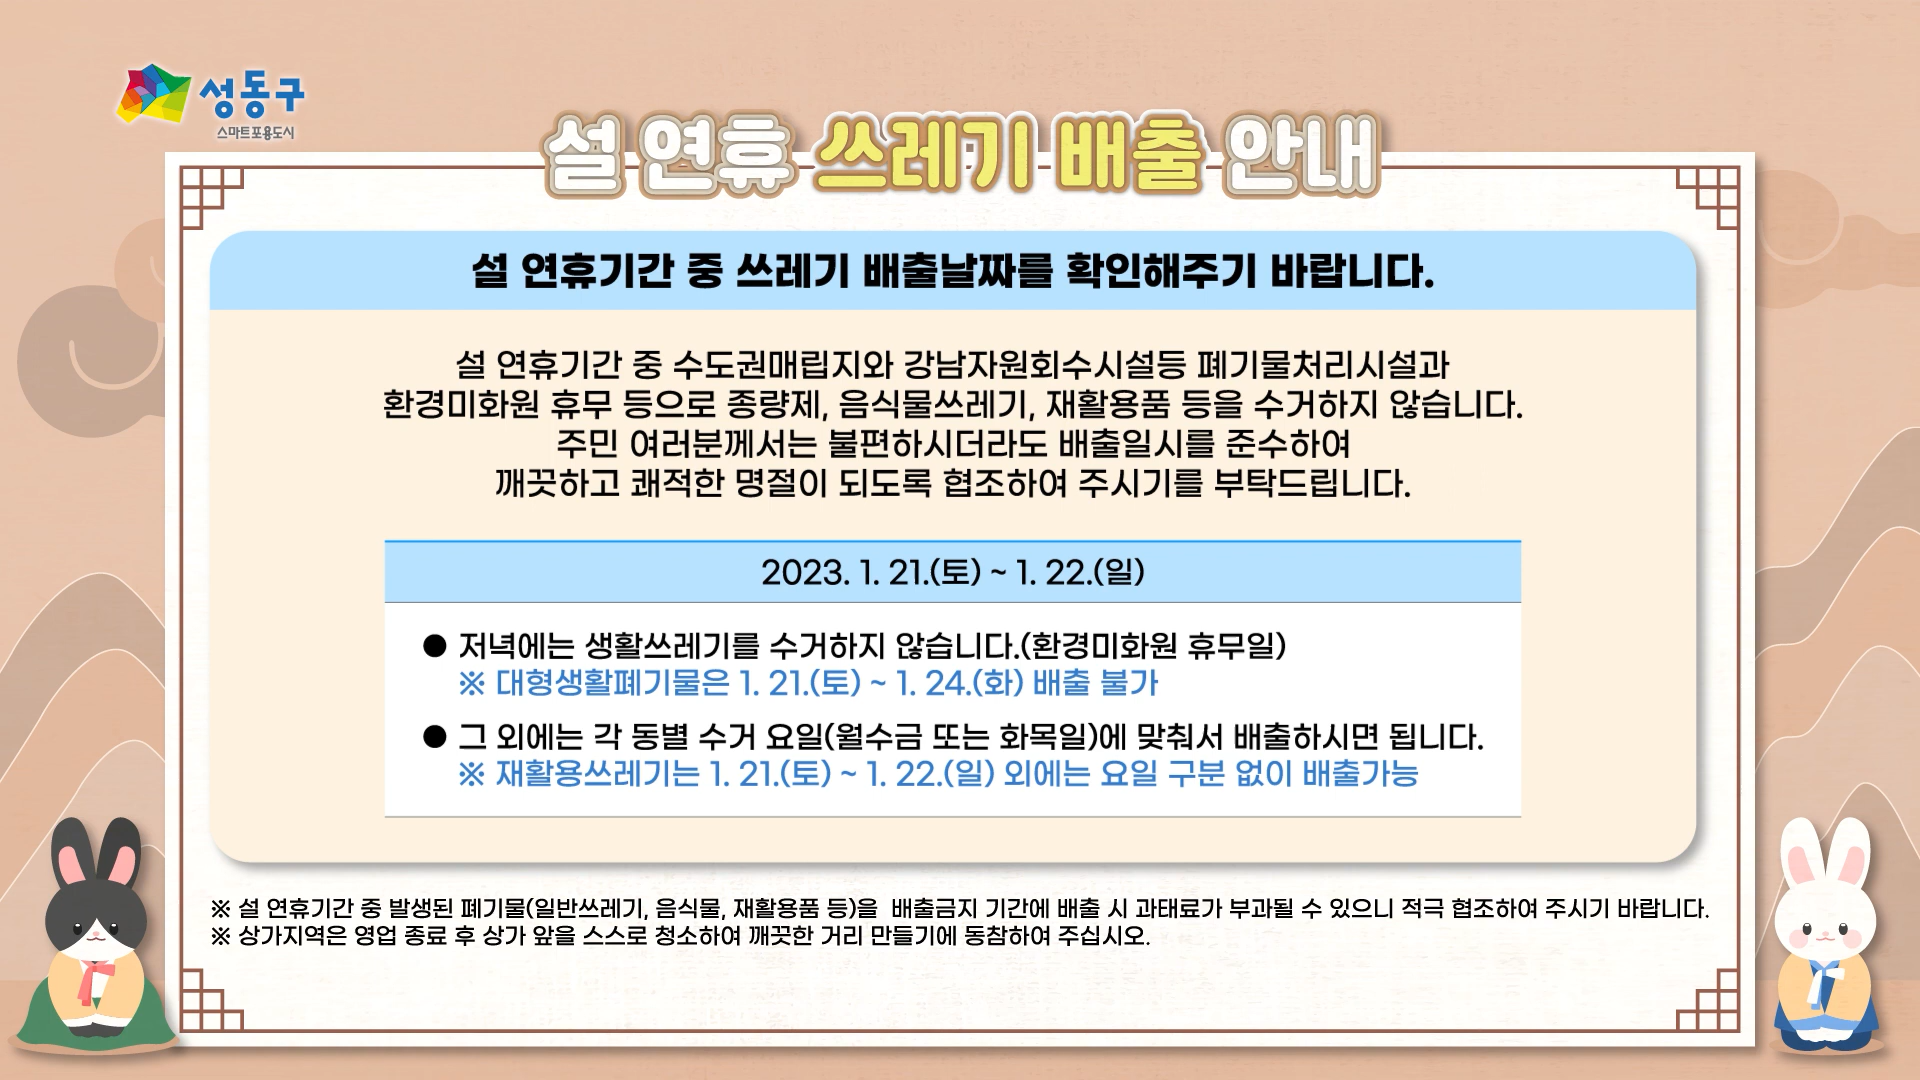 성동구
스마트포용도시
설 연휴 쓰레기 배출 안내
설 연휴기간 중 쓰레기 배출날짜를 확인해주기 바랍니다.
설 연휴기간 중 수도권매립지와 강남자원회수시설등 폐기물처리시설과
환경미화원 휴무 등으로 종량제, 음식물쓰레기, 재활용품 등을 수거하지 않습니다.
주민 여러분께서는 불편하시더라도 배출일시를 준수하여
깨끗하고 쾌적한 명절이 되도록 협조하여 주시기를 부탁드립니다.
2023. 1. 21.(토) ~ 1. 22.(일)
● 저녁에는 생활쓰레기를 수거하지 않습니다.(환경미화원 휴무일)
※ 대형생활폐기물은 1. 21.(토) ~ 1. 24.(화) 배출 불가
● 그 외에는 각 동별 수거 요일(월수금 또는 화목일)에 맞춰서 배출하시면 됩니다.
※ 재활용쓰레기는 1. 21.(토) ~ 1. 22.(일) 외에는 요일 구분 없이 배출가능
※ 설 연휴기간 중 발생된 폐기물(일반쓰레기, 음식물, 재활용품 등)을 배출금지 기간에 배출 시 과태료가 부과될 수 있으니 적극 협조하여 주시기 바랍니다.
※ 상가지역은 영업 종료 후 상가 앞을 스스로 청소하여 깨끗한 거리 만들기에 동참하여 주십시오.